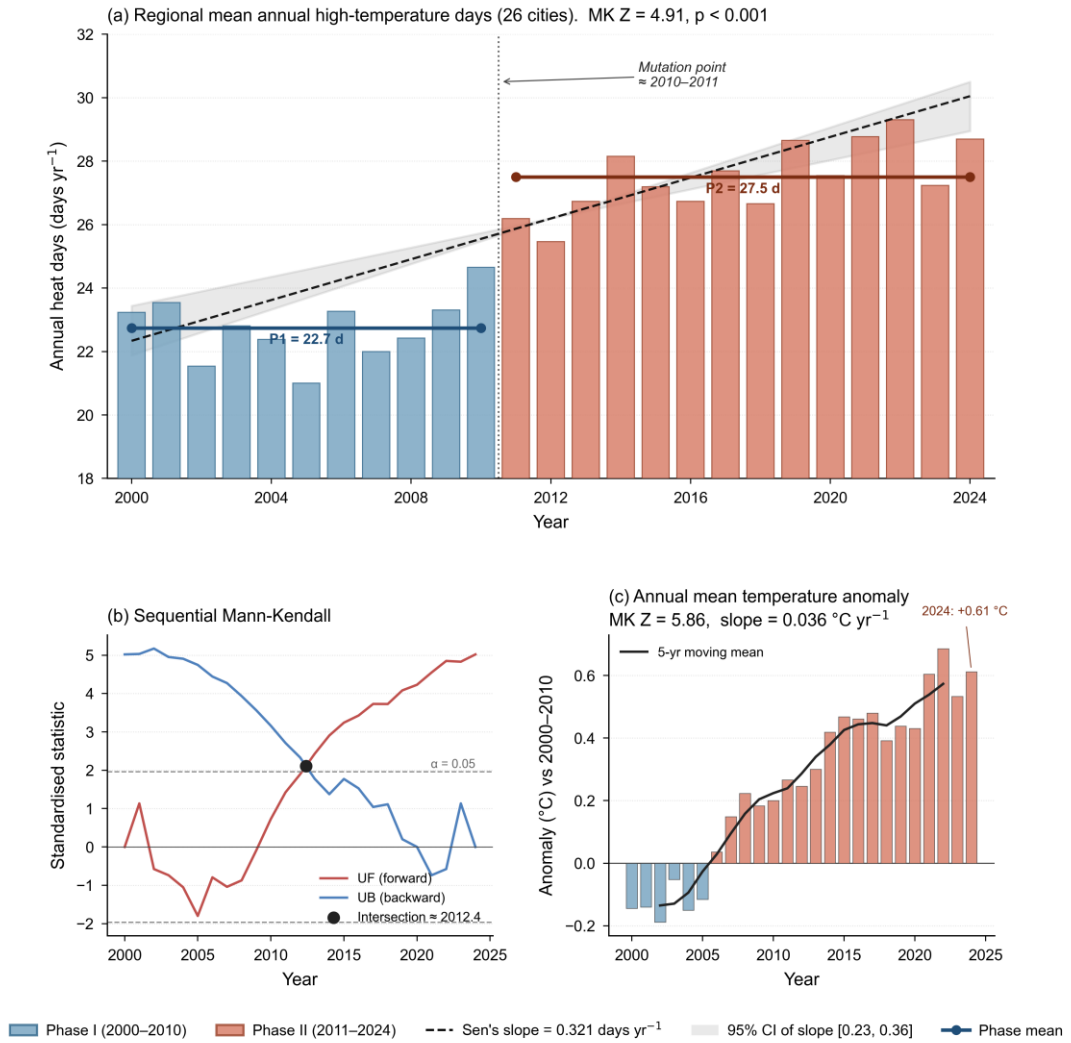 (a) Regional mean annual high-temperature days (26 cities).  MK Z = 4.91, p < 0.001
32
30
28
26
24
22
20
18
Annual heat days (days yr⁻¹)
Mutation point
≈ 2010–2011
P1 = 22.7 d
P2 = 27.5 d
2000 2004 2008 2012 2016 2020 2024
Year
(b) Sequential Mann-Kendall
5
4
3
2
1
0
−1
−2
Standardised statistic
α = 0.05
UF (forward)
UB (backward)
Intersection ≈ 2012.4
2000 2005 2010 2015 2020 2025
Year
(c) Annual mean temperature anomaly
MK Z = 5.86,  slope = 0.036 °C yr⁻¹
2024: +0.61 °C
5-yr moving mean
0.6
0.4
0.2
0.0
−0.2
Anomaly (°C) vs 2000–2010
2000 2005 2010 2015 2020 2025
Year
Phase I (2000–2010) Phase II (2011–2024) Sen's slope = 0.321 days yr⁻¹ 95% CI of slope [0.23, 0.36] Phase mean